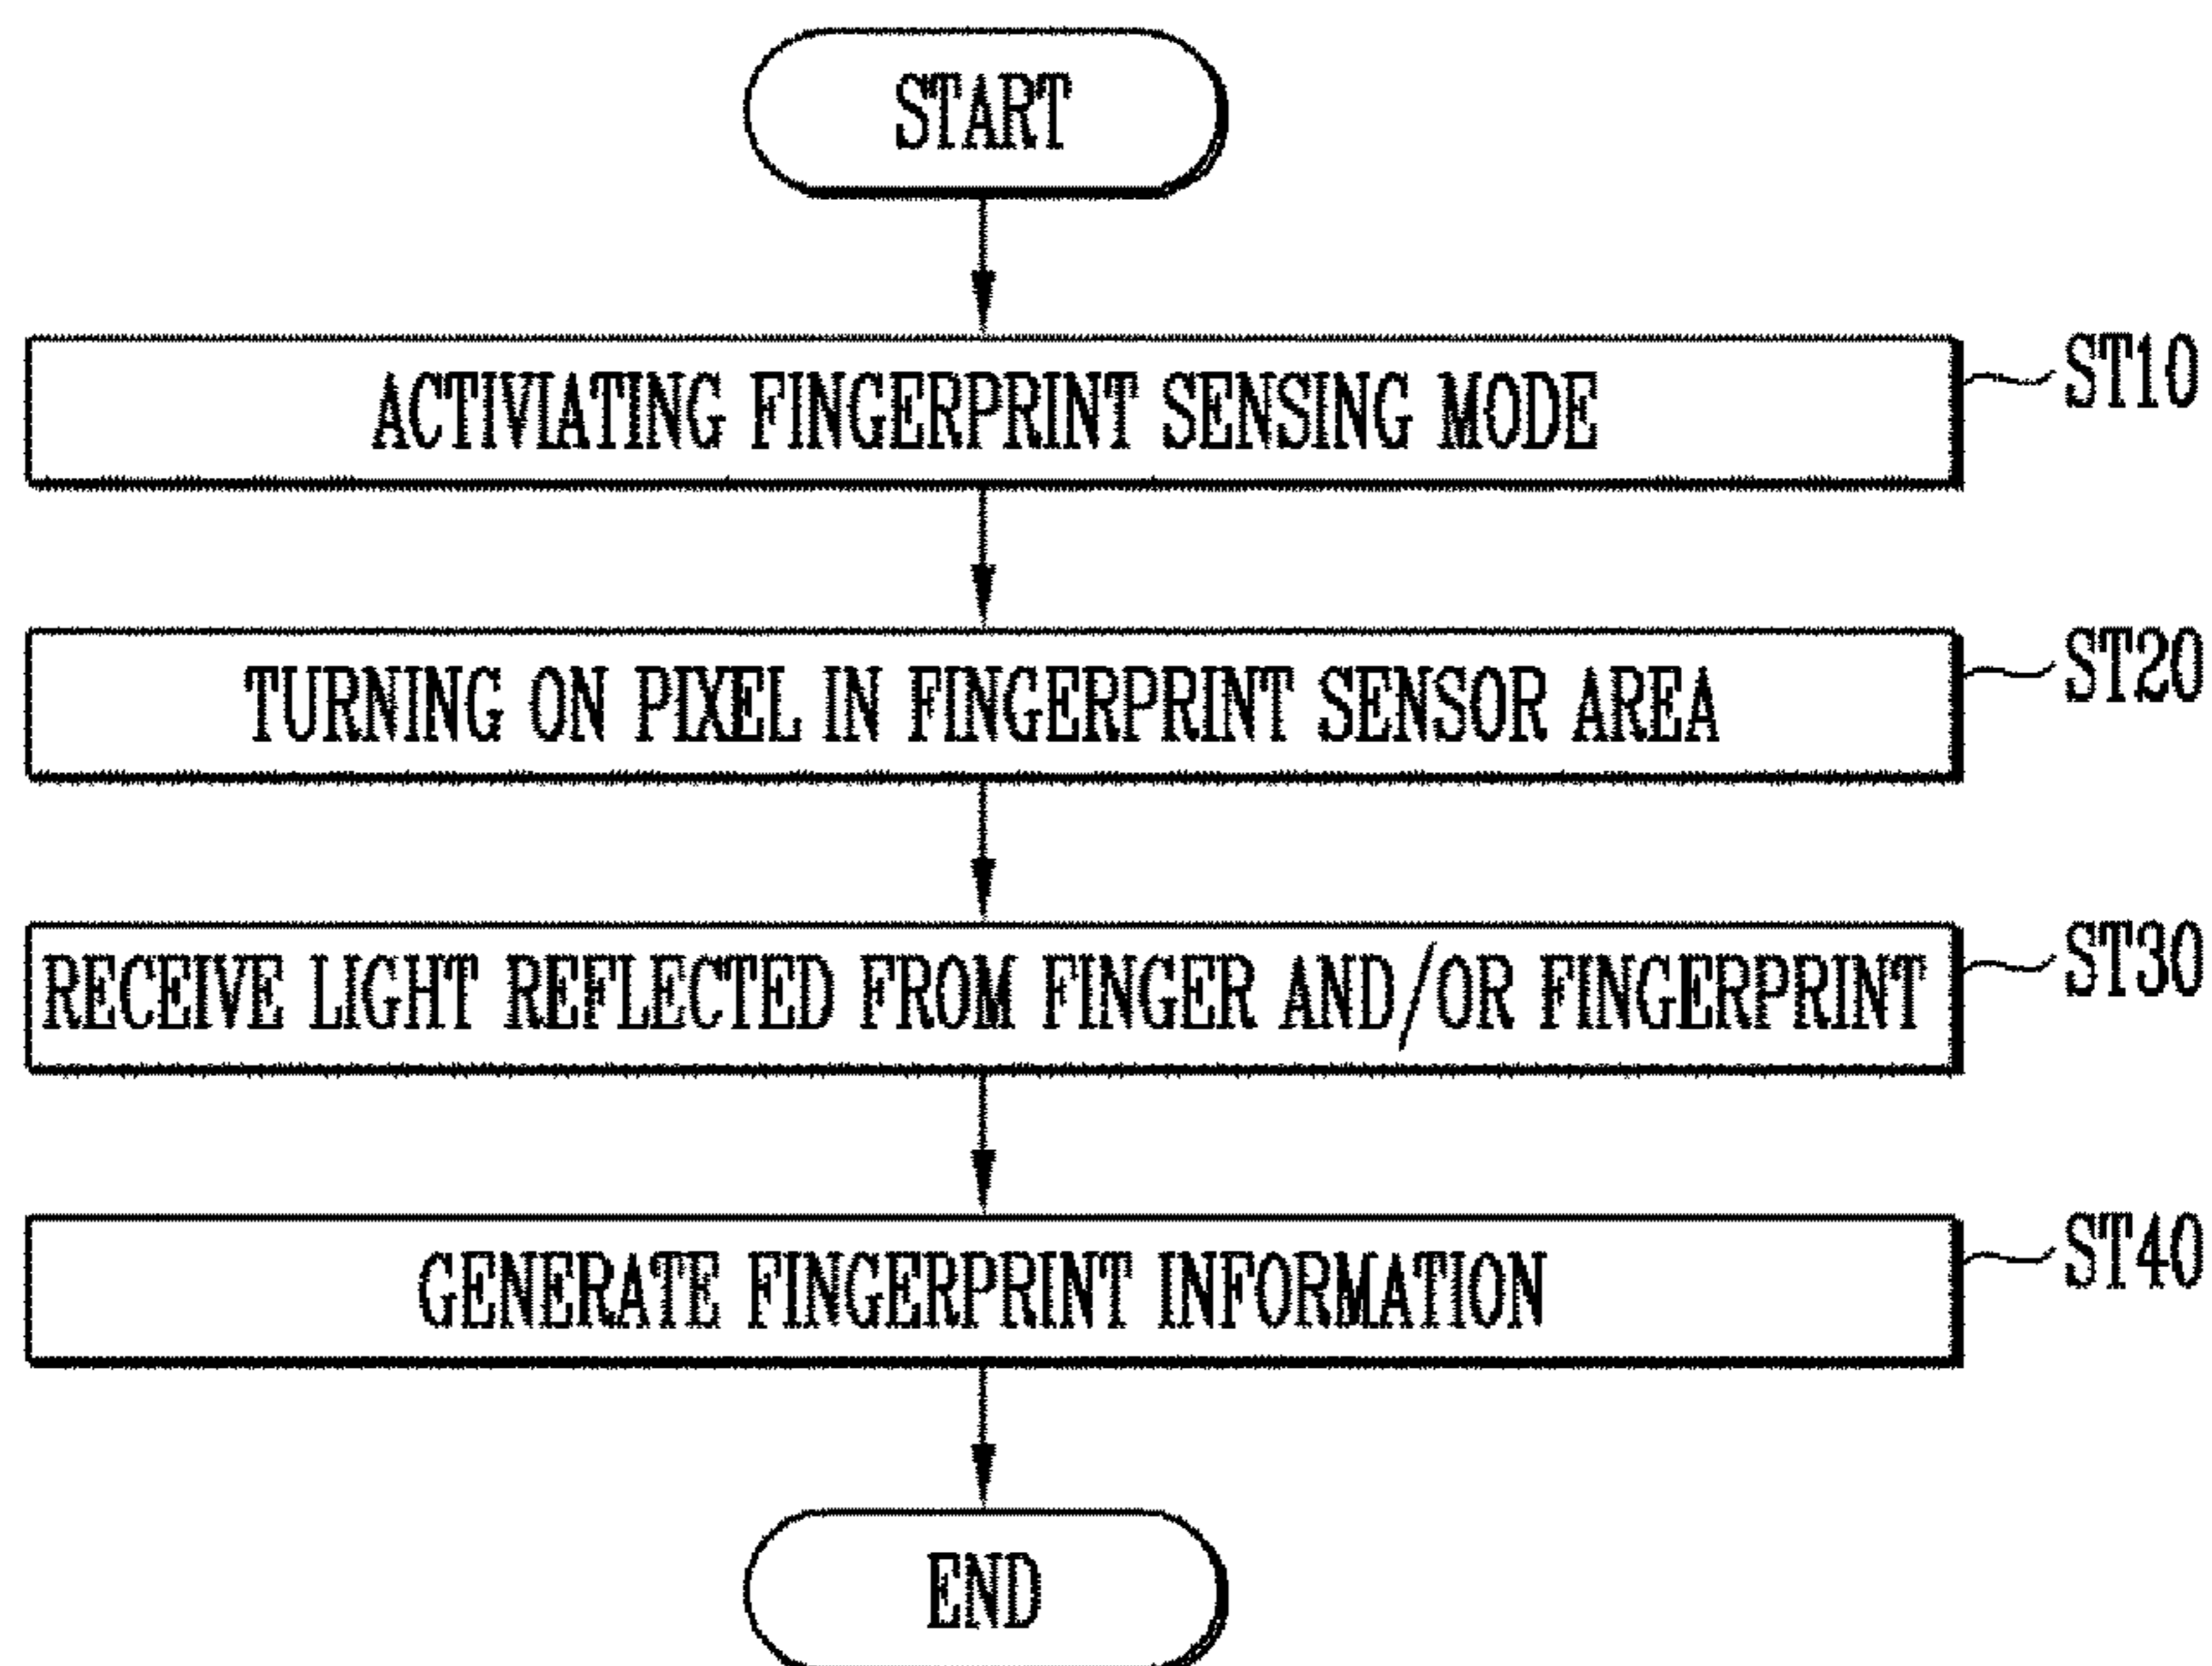 START
ACTIVIATING FINGERPRINT SENSING MODE
ST10
TURNING ON PIXEL IN FINGERPRINT SENSOR AREA
ST20
RECEIVE LIGHT REFLECTED FROM FINGER AND/OR FINGERPRINT
ST30
GENERATE FINGERPRINT INFORMATION
ST40
END